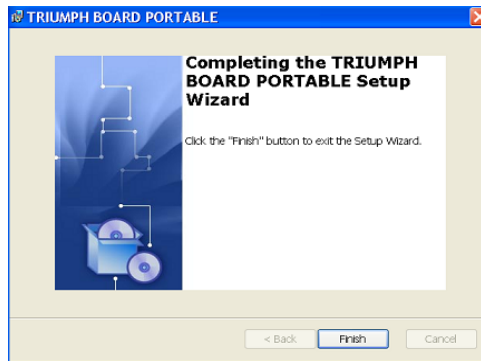 TRIUMPH BOARD PORTABLE
Completing the TRIUMPH
BOARD PORTABLE Setup
Wizard
Click the "Finish" button to exit the Setup Wizard.
< Back
Finish
Cancel